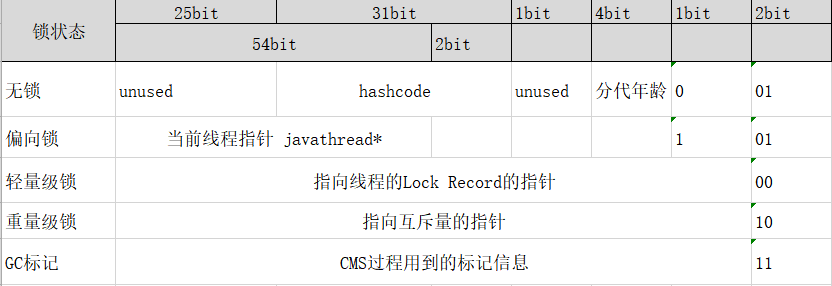 锁状态 25bit 31bit 1bit 4bit 1bit 2bit
54bit 2bit
无锁 unused hashcode unused 分代年龄 0 01
偏向锁 当前线程指针 javathread* 1 01
轻量级锁 指向线程的Lock Record的指针 00
重量级锁 指向互斥量的指针 10
GC标记 CMS过程用到的标记信息 11